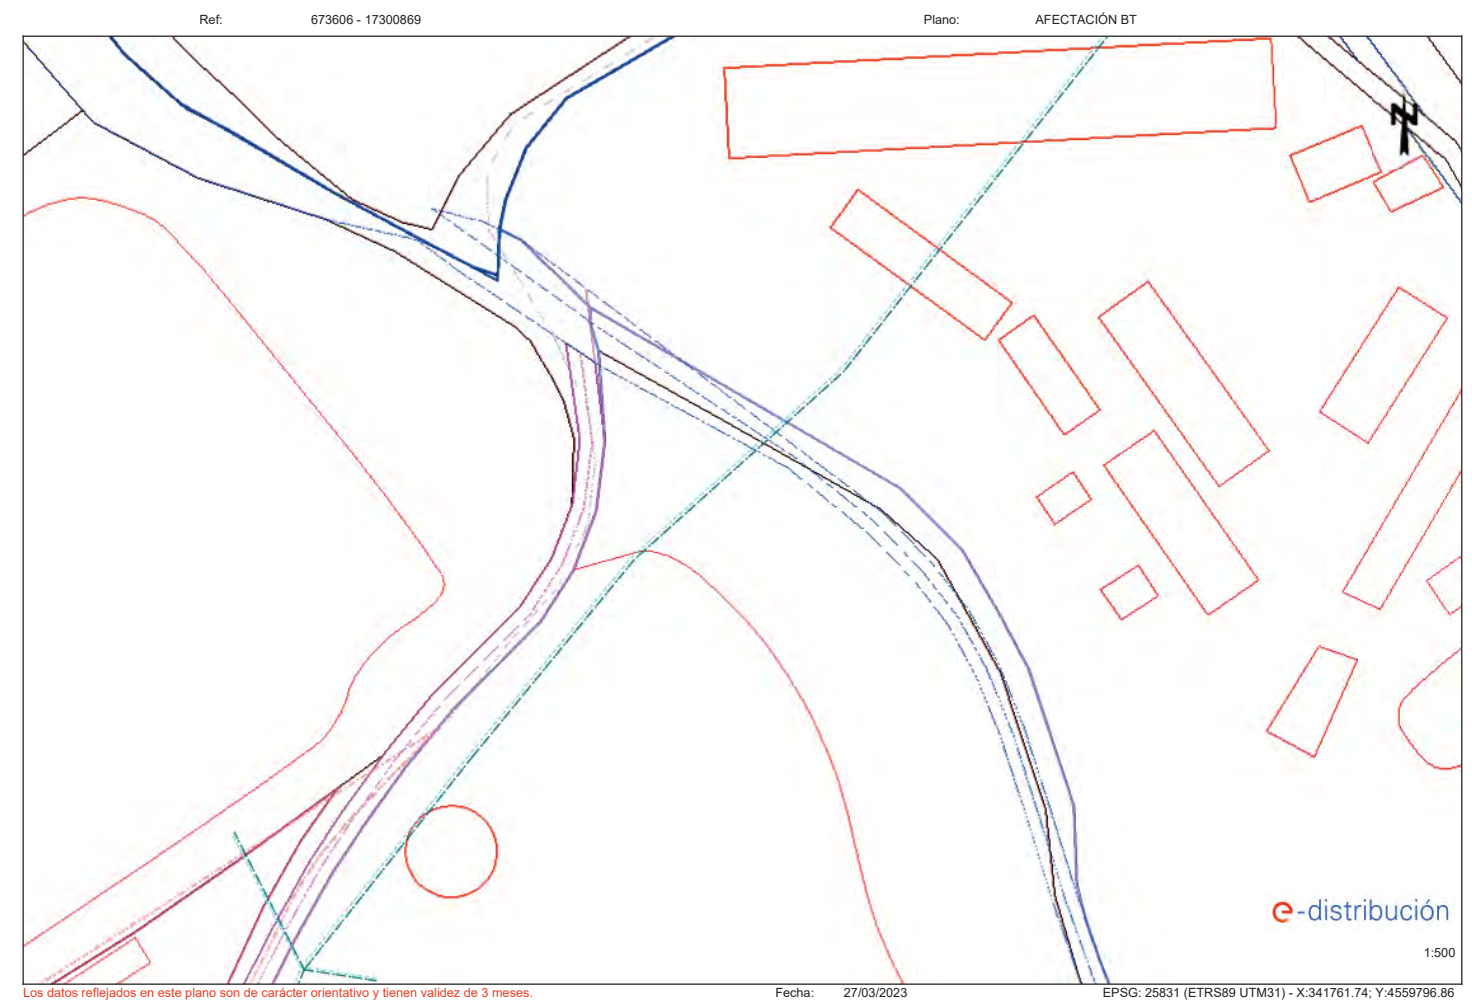 Ref: 673606 - 17300869 Plano: AFECTACIÓN BT
N
e-distribución
1:500
Los datos reflejados en este plano son de carácter orientativo y tienen validez de 3 meses. Fecha: 27/03/2023 EPSG: 25831 (ETRS89 UTM31) - X:341761.74; Y:4559796.86